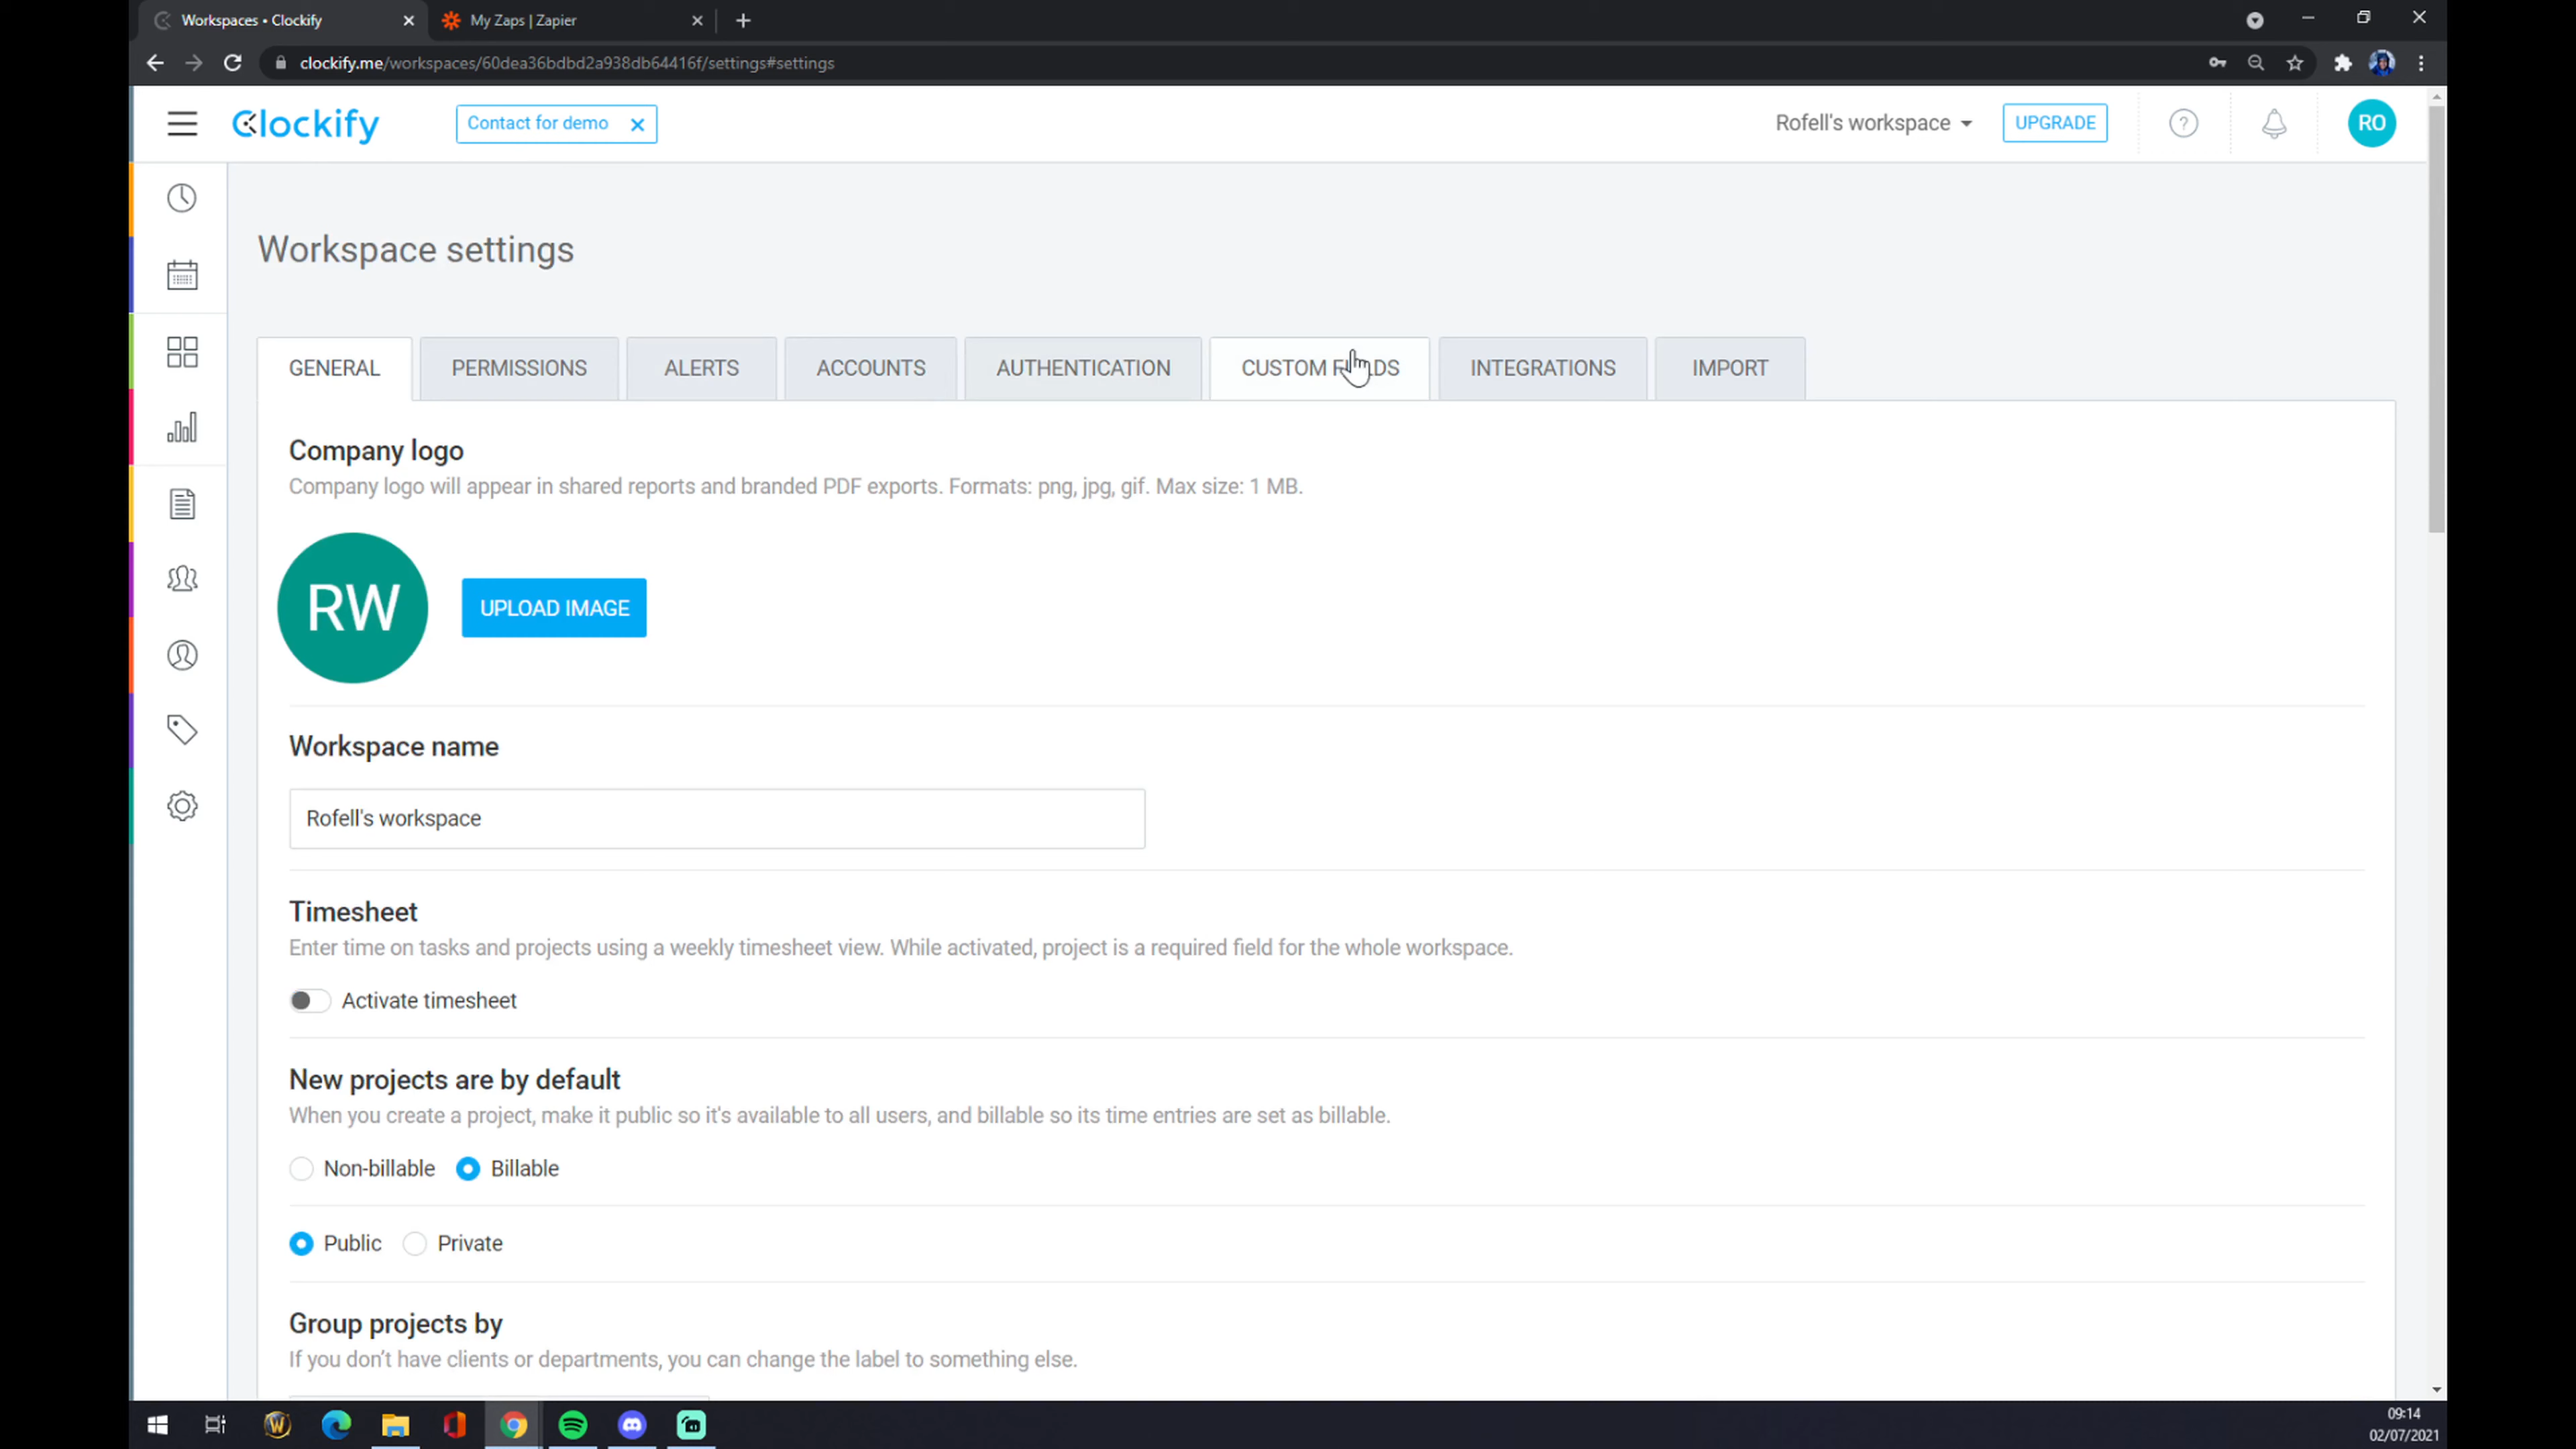 Workspaces • Clockify
My Zaps | Zapier
clockify.me/workspaces/60dea36bdbd2a938db64416f/settings#settings
Clockify
Contact for demo
Rofell's workspace
UPGRADE
RO
Workspace settings
GENERAL
PERMISSIONS
ALERTS
ACCOUNTS
AUTHENTICATION
CUSTOM FIELDS
INTEGRATIONS
IMPORT
Company logo
Company logo will appear in shared reports and branded PDF exports. Formats: png, jpg, gif. Max size: 1 MB.
RW
UPLOAD IMAGE
Workspace name
Rofell's workspace
Timesheet
Enter time on tasks and projects using a weekly timesheet view. While activated, project is a required field for the whole workspace.
Activate timesheet
New projects are by default
When you create a project, make it public so it's available to all users, and billable so its time entries are set as billable.
Non-billable
Billable
Public
Private
Group projects by
If you don't have clients or departments, you can change the label to something else.
09:14
02/07/2021